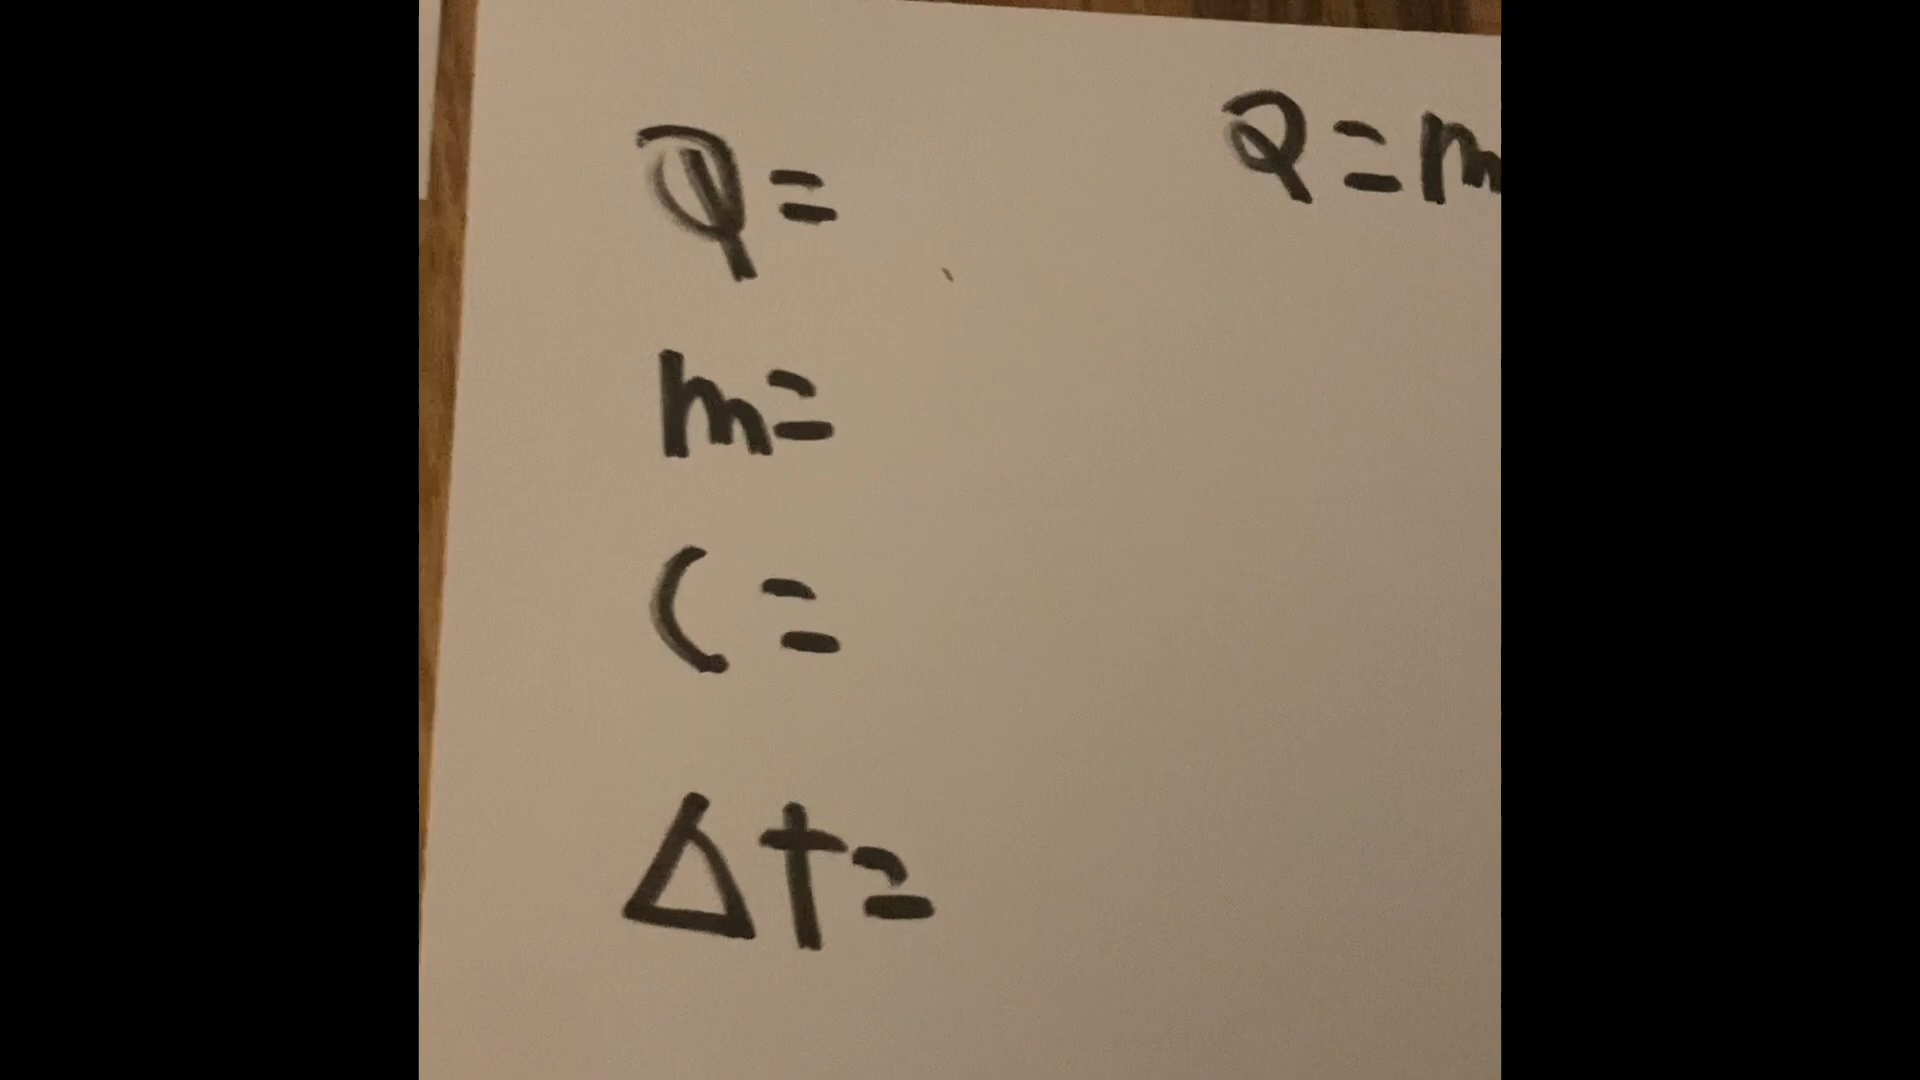 Q= Q=m
m=
C=
Δt=